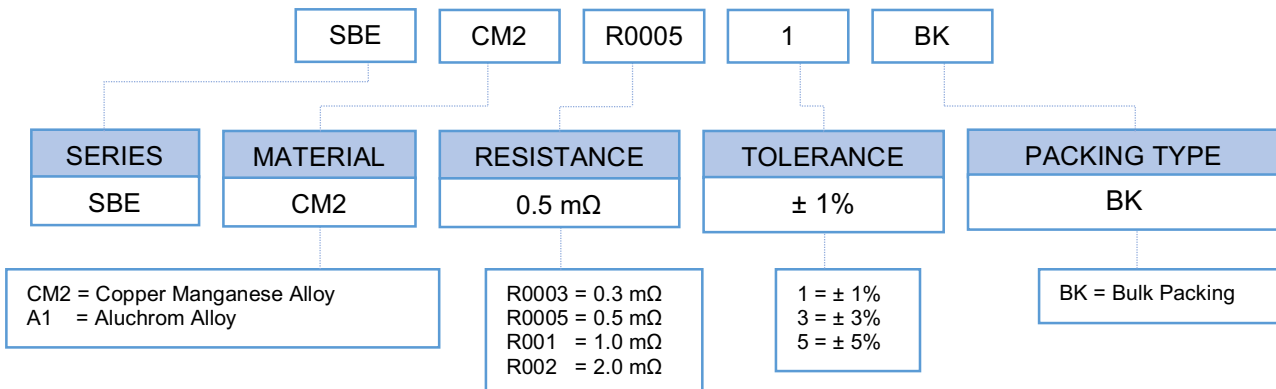 SBE CM2 R0005 1 BK
SERIES MATERIAL RESISTANCE TOLERANCE PACKING TYPE
SBE CM2 0.5 mΩ ± 1% BK
CM2 = Copper Manganese Alloy
A1 = Aluchrom Alloy
R0003 = 0.3 mΩ
R0005 = 0.5 mΩ
R001 = 1.0 mΩ
R002 = 2.0 mΩ
1 = ± 1%
3 = ± 3%
5 = ± 5%
BK = Bulk Packing